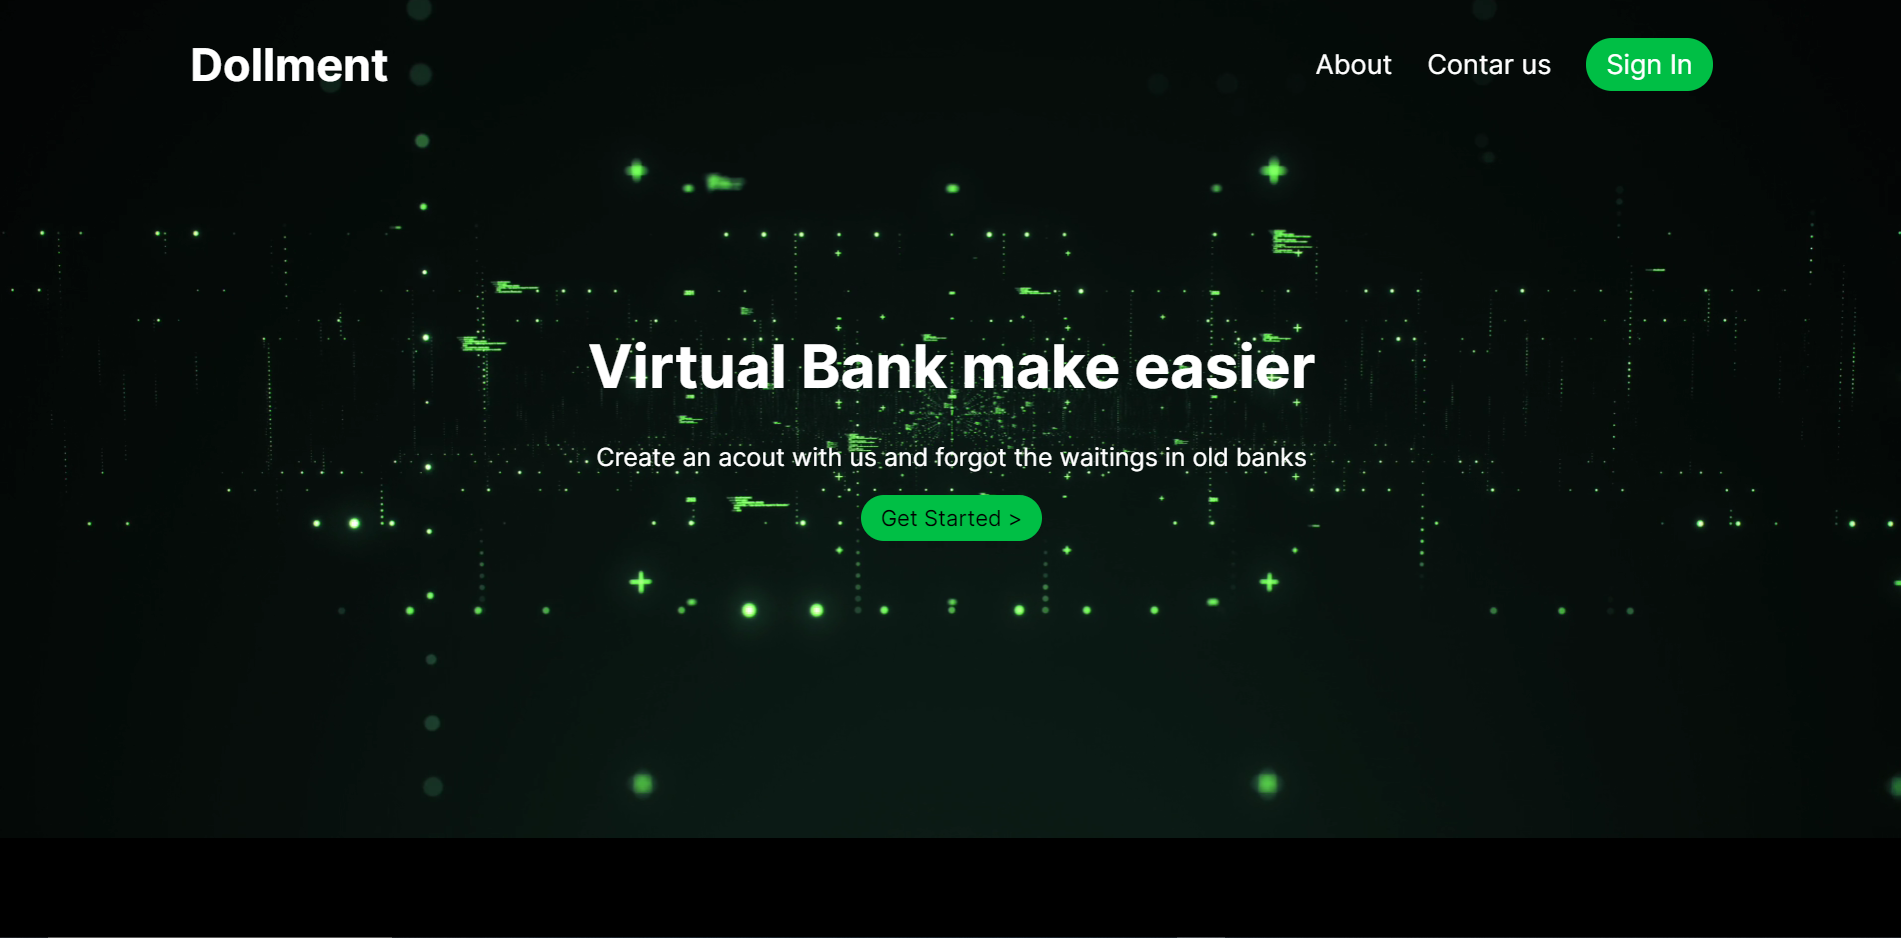 Dollment
About
Contar us
Sign In
Virtual Bank make easier
Create an acout with us and forgot the waitings in old banks
Get Started >